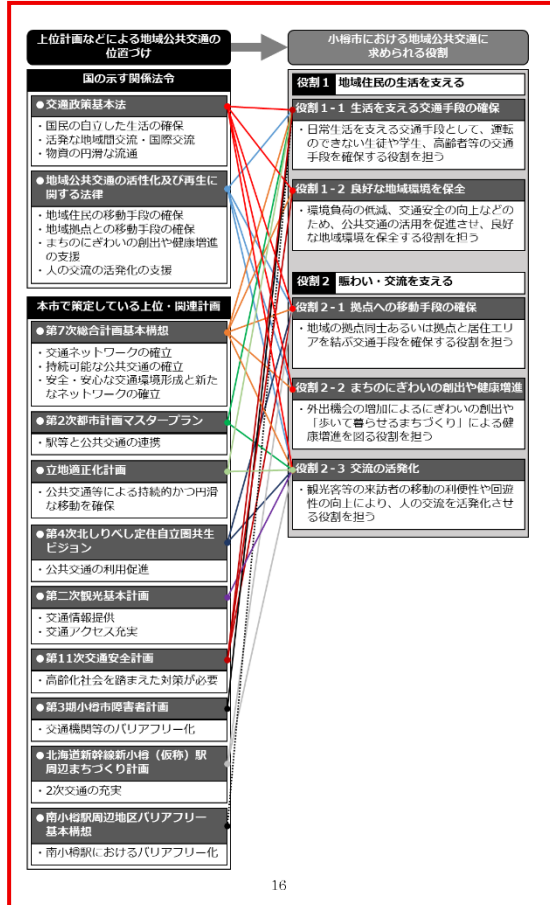 上位計画などによる地域公共交通の
位置づけ
国の示す関係法令
●交通政策基本法
・国民の自立した生活の確保
・活発な地域間交流・国際交流
・物資の円滑な流通
●地域公共交通の活性化及び再生に
関する法律
・地域住民の移動手段の確保
・地域拠点との移動手段の確保
・まちのにぎわいの創出や健康増進
の支援
・人の交流の活発化の支援
本市で策定している上位・関連計画
●第7次総合計画基本構想
・交通ネットワークの確立
・持続可能な公共交通の確立
・安全・安心な交通環境形成と新た
なネットワークの確立
●第2次都市計画マスタープラン
・駅等と公共交通の連携
●立地適正化計画
・公共交通等による持続的かつ円滑
な移動を確保
●第4次北しりべし定住自立圏共生
ビジョン
・公共交通の利用促進
●第二次観光基本計画
・交通情報提供
・交通アクセス充実
●第11次交通安全計画
・高齢化社会を踏まえた対策が必要
●第3期小樽市障害者計画
・交通機関等のバリアフリー化
●北海道新幹線新小樽（仮称）駅
周辺まちづくり計画
・2次交通の充実
●南小樽駅周辺地区バリアフリー
基本構想
・南小樽駅におけるバリアフリー化
小樽市における地域公共交通に
求められる役割
役割1 地域住民の生活を支える
役割1-1 生活を支える交通手段の確保
・日常生活を支える交通手段として、運転
のできない生徒や学生、高齢者等の交通
手段を確保する役割を担う
役割1-2 良好な地域環境を保全
・環境負荷の低減、交通安全の向上などの
ため、公共交通の活用を促進させ、良好
な地域環境を保全する役割を担う
役割2 賑わい・交流を支える
役割2-1 拠点への移動手段の確保
・地域の拠点同士あるいは拠点と居住エリ
アを結ぶ交通手段を確保する役割を担う
役割2-2 まちのにぎわいの創出や健康増進
・外出機会の増加によるにぎわいの創出や
「歩いて暮らせるまちづくり」による健
康増進を図る役割を担う
役割2-3 交流の活発化
・観光客等の来訪者の移動の利便性や回遊
性の向上により、人の交流を活発化させ
る役割を担う
16